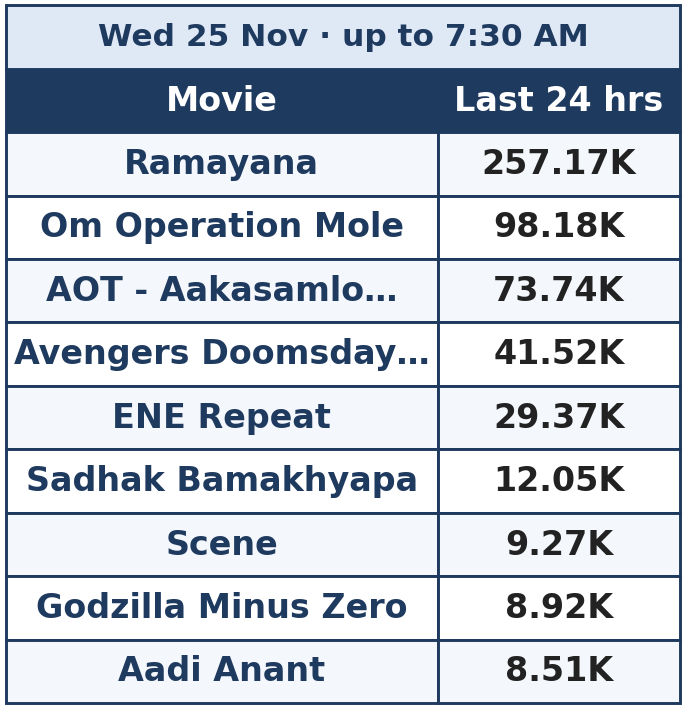 Wed 25 Nov · up to 7:30 AM
Movie Last 24 hrs
Ramayana 257.17K
Om Operation Mole 98.18K
AOT - Aakasamlo... 73.74K
Avengers Doomsday... 41.52K
ENE Repeat 29.37K
Sadhak Bamakhyapa 12.05K
Scene 9.27K
Godzilla Minus Zero 8.92K
Aadi Anant 8.51K